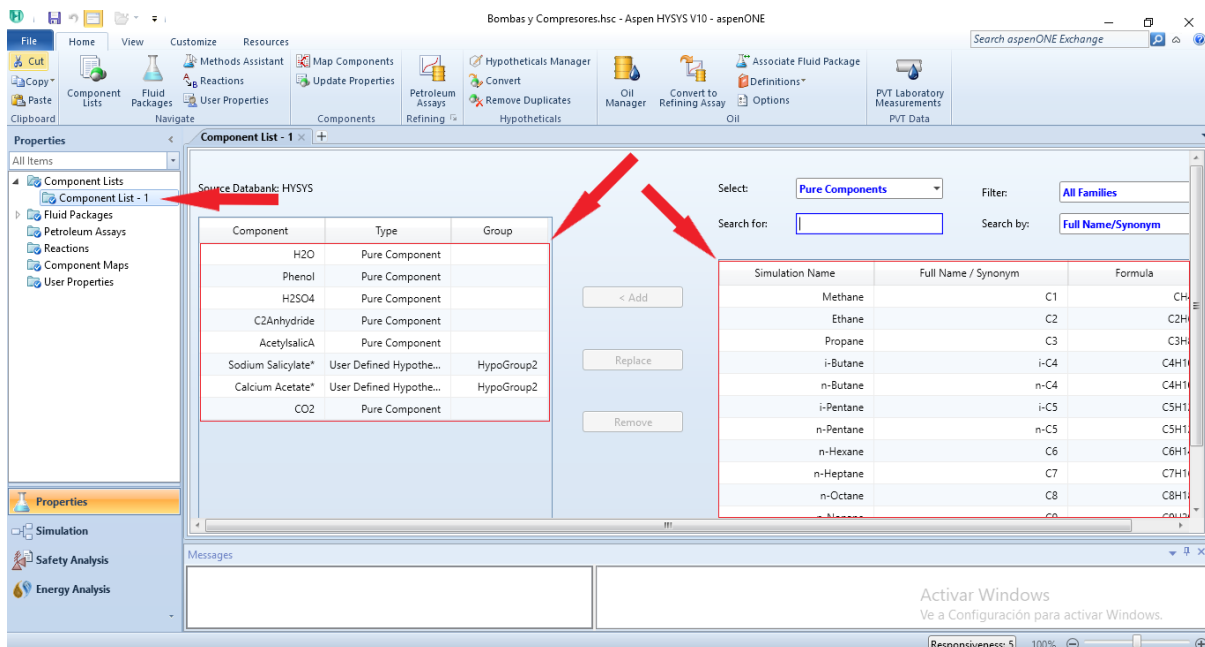 Bombas y Compresores.hsc - Aspen HYSYS V10 - aspenONE
File Home View Customize Resources
Search aspenONE Exchange
Cut
Copy
Paste
Clipboard
Component Lists
Fluid Packages
Methods Assistant
Reactions
User Properties
Navigate
Map Components
Update Properties
Components
Petroleum Assays
Refining
Hypotheticals Manager
Convert
Remove Duplicates
Hypotheticals
Oil Manager
Convert to Refining Assay
Associate Fluid Package
Definitions
Options
Oil
PVT Laboratory Measurements
PVT Data
Properties
All Items
Component Lists
Component List - 1
Fluid Packages
Petroleum Assays
Reactions
Component Maps
User Properties
Properties
Simulation
Safety Analysis
Energy Analysis
Component List - 1
Source Databank: HYSYS
Component Type Group
H2O Pure Component
Phenol Pure Component
H2SO4 Pure Component
C2Anhydride Pure Component
AcetylsalicA Pure Component
Sodium Salicylate* User Defined Hypothe... HypoGroup2
Calcium Acetate* User Defined Hypothe... HypoGroup2
CO2 Pure Component
< Add
Replace
Remove
Select: Pure Components Filter: All Families
Search for: Search by: Full Name/Synonym
Simulation Name Full Name / Synonym Formula
Methane C1
Ethane C2
Propane C3
i-Butane i-C4
n-Butane n-C4
i-Pentane i-C5
n-Pentane n-C5
n-Hexane C6
n-Heptane C7
n-Octane C8
Messages
Activar Windows
Ve a Configuración para activar Windows.
Responsiveness: 5 100%